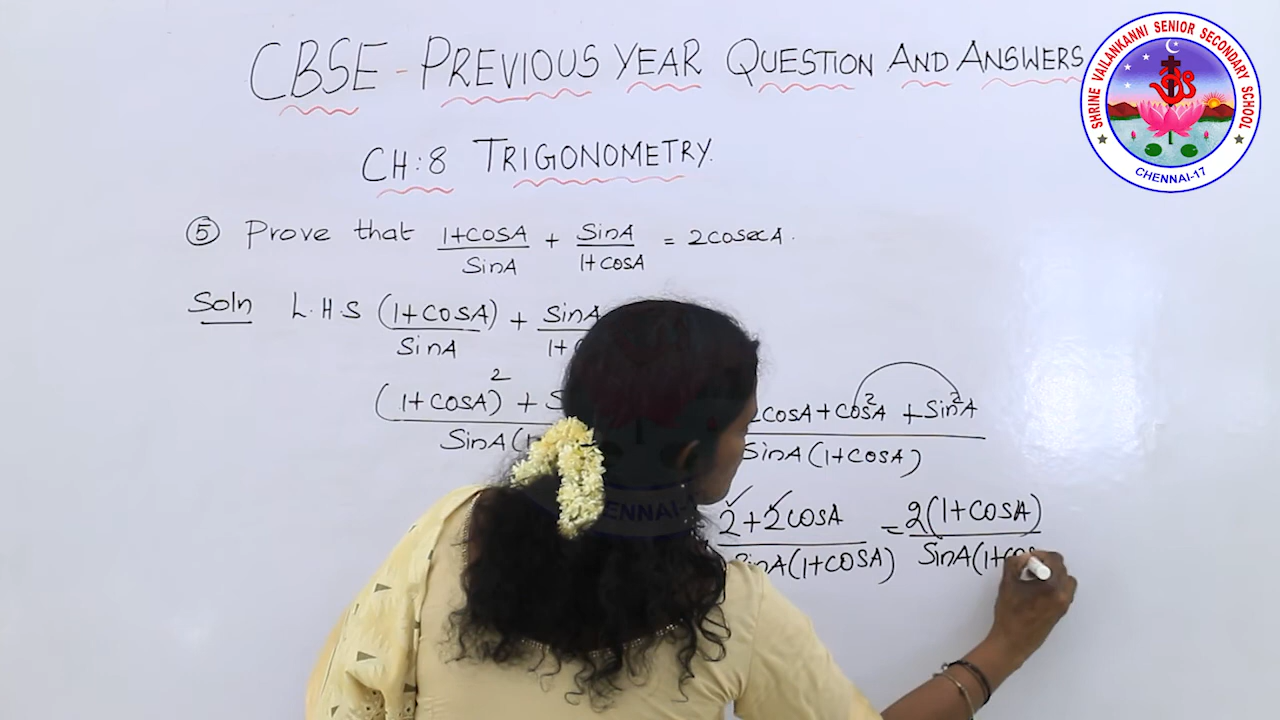 CBSE - PREVIOUS YEAR QUESTION AND ANSWERS
SHRINE VAILANKANNI SENIOR SECONDARY SCHOOL
CHENNAI-17
CH:8 TRIGONOMETRY.
⑤ Prove that (1+cosA)/SinA + SinA/(1+cosA) = 2cosecA.
Soln L.H.S (1+cosA)/SinA + SinA/1+
(1+cosA)² +
SinA(1
2cosA+cos²A + Sin²A
SinA(1+cosA)
2+2cosA = 2(1+cosA)
SinA(1+cosA) SinA(1+cos